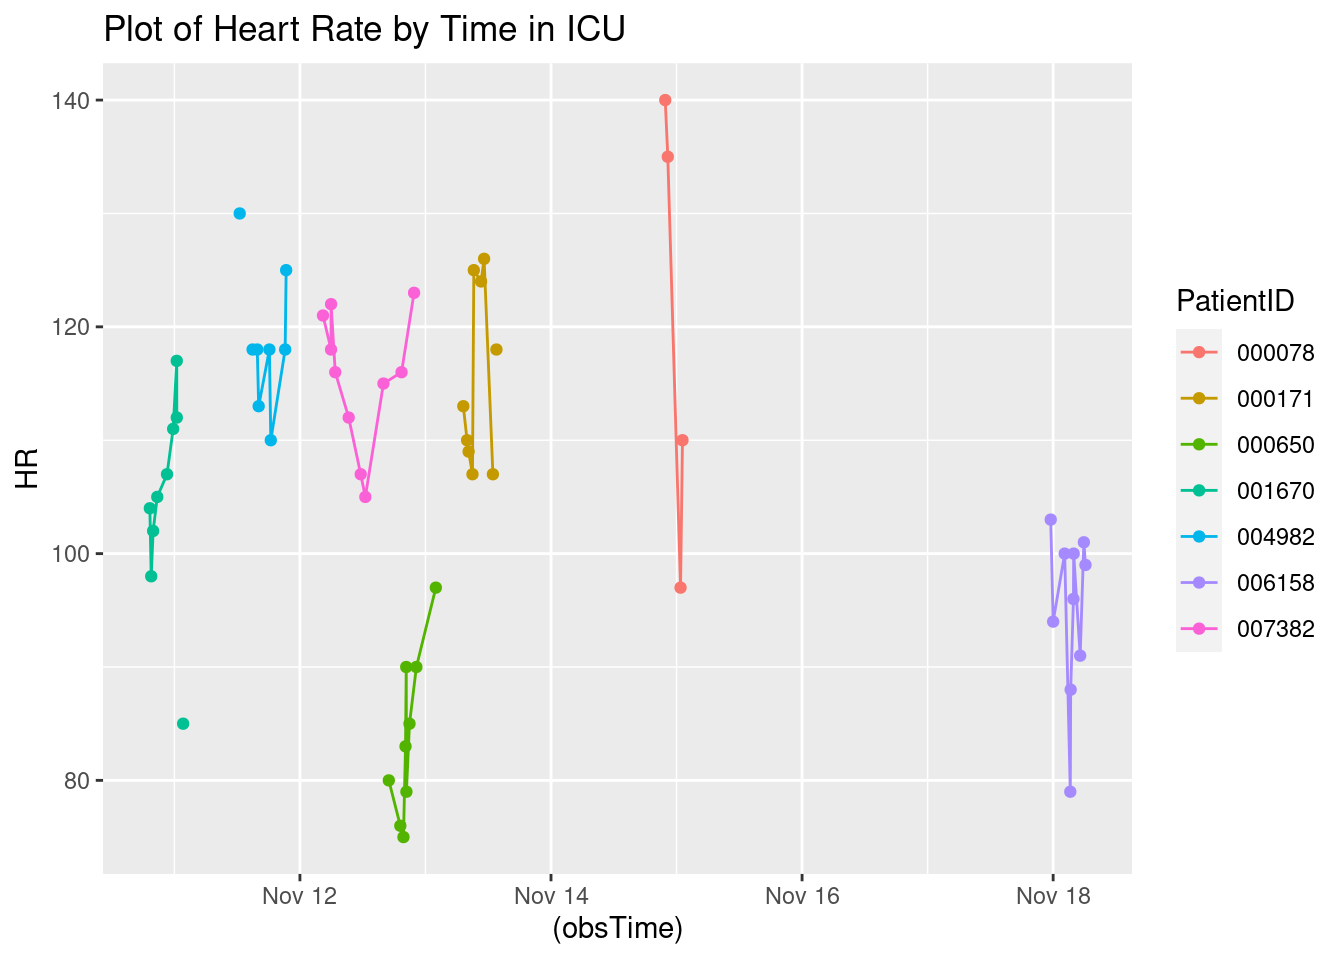 Plot of Heart Rate by Time in ICU
HR
140
120
100
80
Nov 12
Nov 14
Nov 16
Nov 18
(obsTime)
PatientID
000078
000171
000650
001670
004982
006158
007382